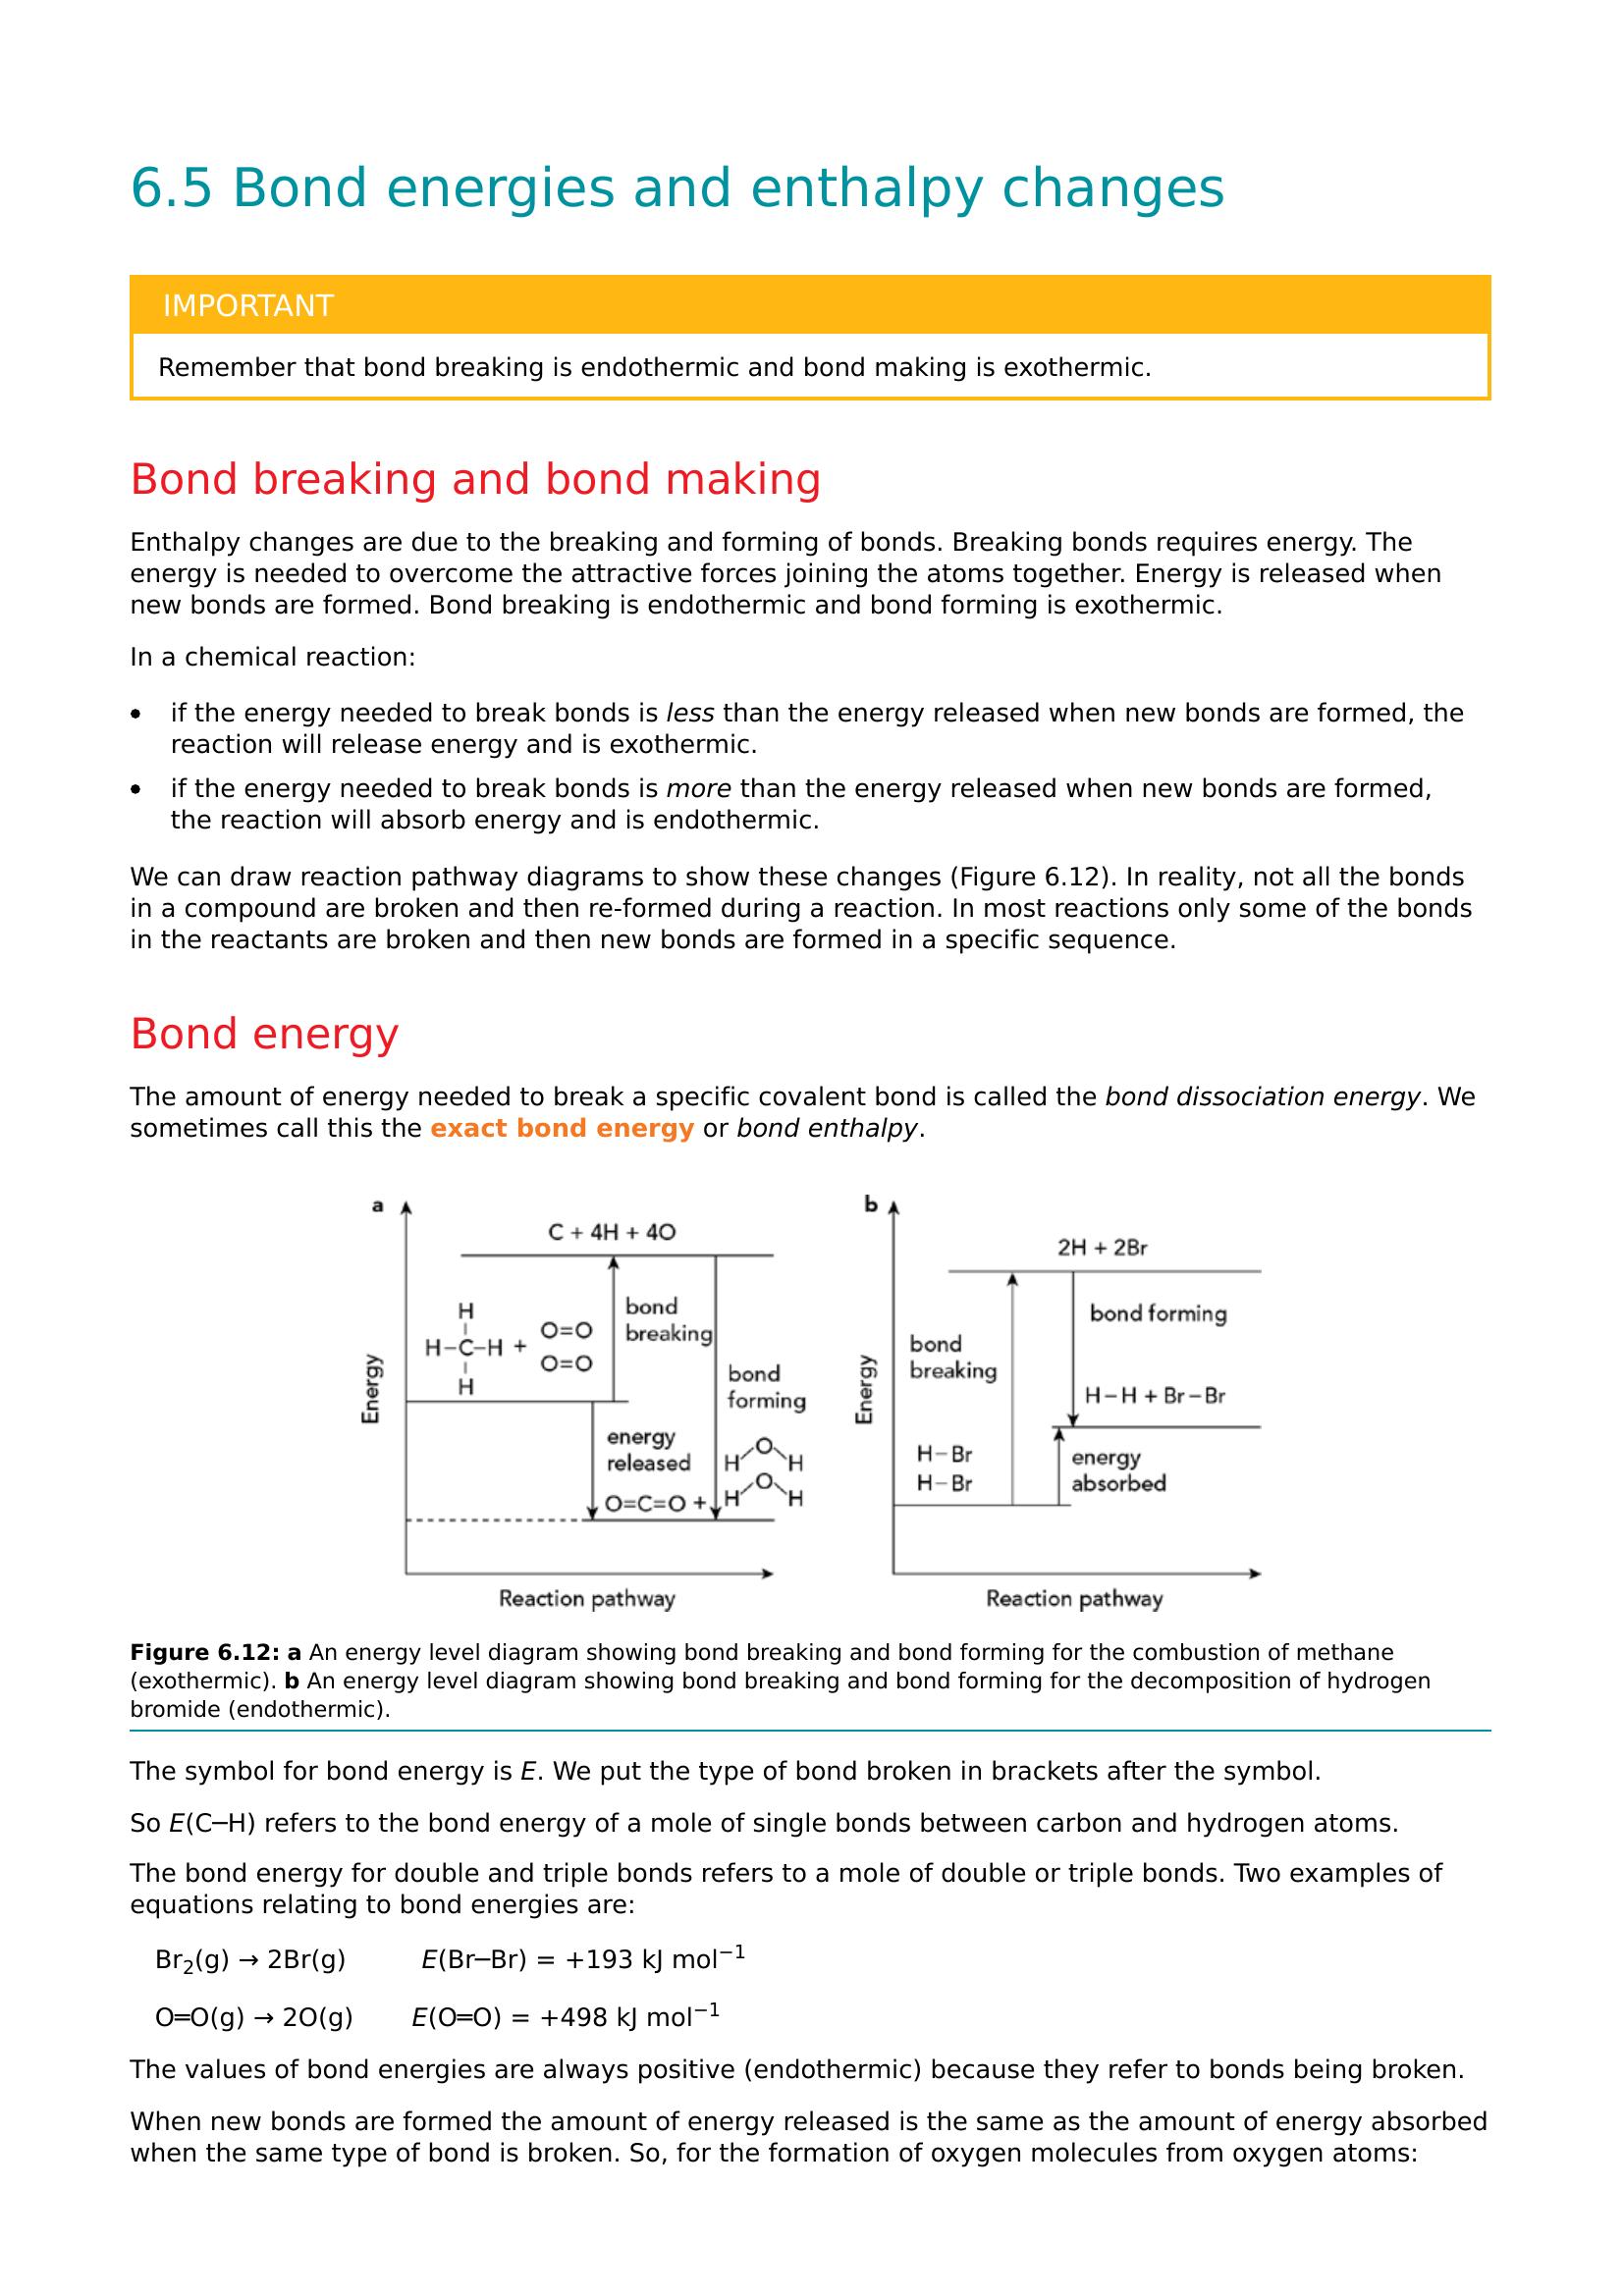 6.5 Bond energies and enthalpy changes
IMPORTANT
Remember that bond breaking is endothermic and bond making is exothermic.
Bond breaking and bond making
Enthalpy changes are due to the breaking and forming of bonds. Breaking bonds requires energy. The
energy is needed to overcome the attractive forces joining the atoms together. Energy is released when
new bonds are formed. Bond breaking is endothermic and bond forming is exothermic.
In a chemical reaction:
• if the energy needed to break bonds is less than the energy released when new bonds are formed, the
reaction will release energy and is exothermic.
• if the energy needed to break bonds is more than the energy released when new bonds are formed,
the reaction will absorb energy and is endothermic.
We can draw reaction pathway diagrams to show these changes (Figure 6.12). In reality, not all the bonds
in a compound are broken and then re-formed during a reaction. In most reactions only some of the bonds
in the reactants are broken and then new bonds are formed in a specific sequence.
Bond energy
The amount of energy needed to break a specific covalent bond is called the bond dissociation energy. We
sometimes call this the exact bond energy or bond enthalpy.
a
C + 4H + 4O
H
H–C–H +
H
O=O
O=O
bond
breaking
bond
forming
Energy
energy
released
O=C=O +
H O H
H O H
Reaction pathway
b
2H + 2Br
bond forming
bond
breaking
Energy
H–H + Br–Br
H–Br
H–Br
energy
absorbed
Reaction pathway
Figure 6.12: a An energy level diagram showing bond breaking and bond forming for the combustion of methane
(exothermic). b An energy level diagram showing bond breaking and bond forming for the decomposition of hydrogen
bromide (endothermic).
The symbol for bond energy is E. We put the type of bond broken in brackets after the symbol.
So E(C─H) refers to the bond energy of a mole of single bonds between carbon and hydrogen atoms.
The bond energy for double and triple bonds refers to a mole of double or triple bonds. Two examples of
equations relating to bond energies are:
Br₂(g) → 2Br(g) E(Br─Br) = +193 kJ mol⁻¹
O═O(g) → 2O(g) E(O═O) = +498 kJ mol⁻¹
The values of bond energies are always positive (endothermic) because they refer to bonds being broken.
When new bonds are formed the amount of energy released is the same as the amount of energy absorbed
when the same type of bond is broken. So, for the formation of oxygen molecules from oxygen atoms: